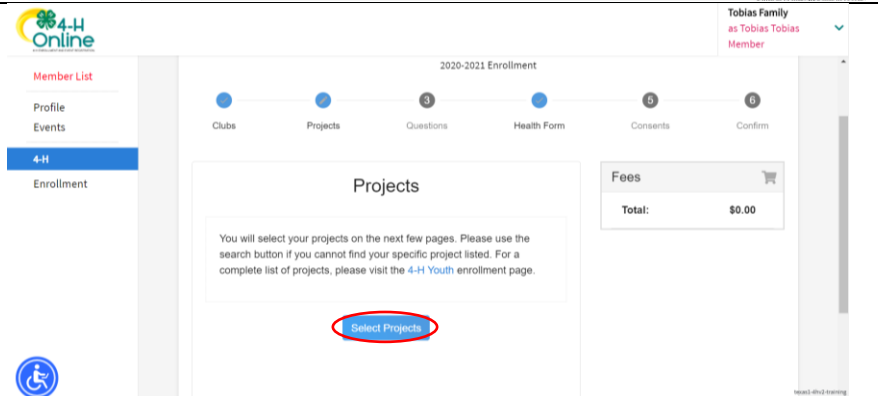 4-H
Online
Tobias Family
as Tobias Tobias
Member
Member List
Profile
Events
4-H
Enrollment
2020-2021 Enrollment
3
5
6
Clubs
Projects
Questions
Health Form
Consents
Confirm
Projects
You will select your projects on the next few pages. Please use the
search button if you cannot find your specific project listed. For a
complete list of projects, please visit the 4-H Youth enrollment page.
Select Projects
Fees
Total: $0.00